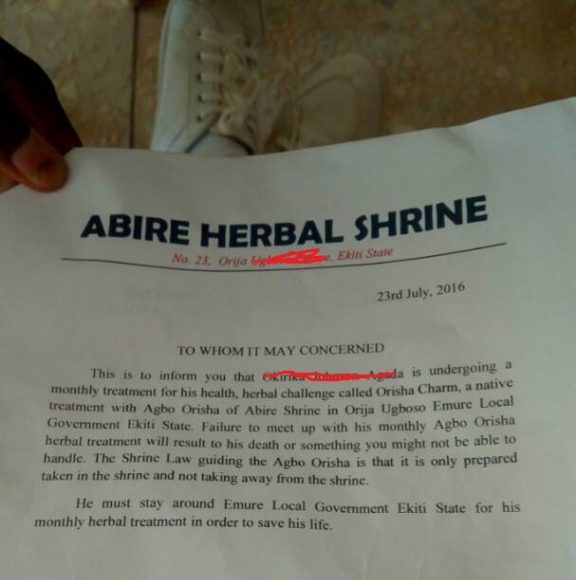 ABIRE HERBAL SHRINE
No. 23, Orija , Ekiti State
23rd July, 2016
TO WHOM IT MAY CONCERNED
This is to inform you that Agada is undergoing a
monthly treatment for his health, herbal challenge called Orisha Charm, a native
treatment with Agbo Orisha of Abire Shrine in Orija Ugboso Emure Local
Government Ekiti State. Failure to meet up with his monthly Agbo Orisha
herbal treatment will result to his death or something you might not be able to
handle. The Shrine Law guiding the Agbo Orisha is that it is only prepared
taken in the shrine and not taking away from the shrine.
He must stay around Emure Local Government Ekiti State for his
monthly herbal treatment in order to save his life.